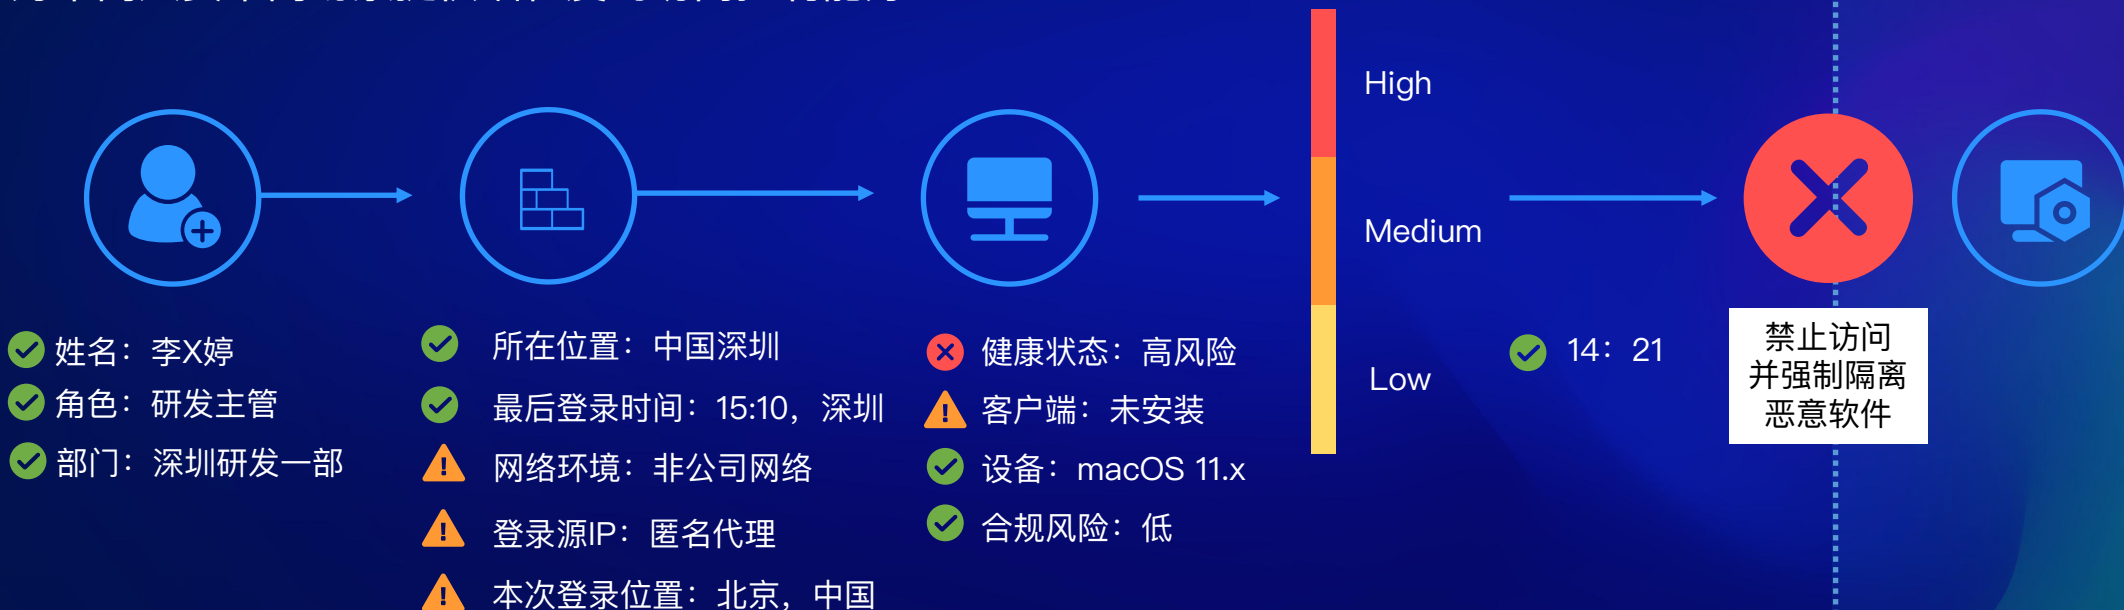 姓名：李X婷
角色：研发主管
部门：深圳研发一部
所在位置：中国深圳
最后登录时间：15:10，深圳
网络环境：非公司网络
登录源IP：匿名代理
本次登录位置：北京，中国
健康状态：高风险
客户端：未安装
设备：macOS 11.x
合规风险：低
High
Medium
Low
14：21
禁止访问
并强制隔离
恶意软件